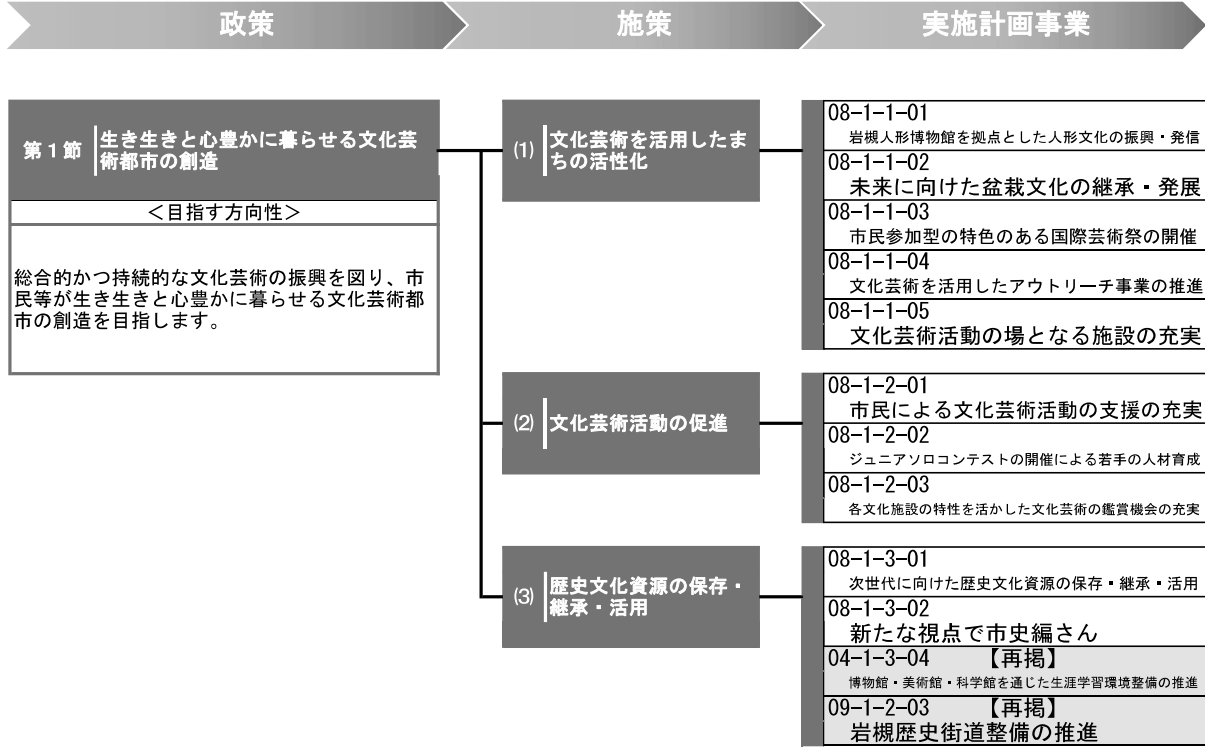 政策
施策
実施計画事業
第1節
生き生きと心豊かに暮らせる文化芸
術都市の創造
<目指す方向性>
総合的かつ持続的な文化芸術の振興を図り、市
民等が生き生きと心豊かに暮らせる文化芸術都
市の創造を目指します。
(1)
文化芸術を活用したま
ちの活性化
08-1-1-01
岩槻人形博物館を拠点とした人形文化の振興・発信
08-1-1-02
未来に向けた盆栽文化の継承・発展
08-1-1-03
市民参加型の特色のある国際芸術祭の開催
08-1-1-04
文化芸術を活用したアウトリーチ事業の推進
08-1-1-05
文化芸術活動の場となる施設の充実
(2)
文化芸術活動の促進
08-1-2-01
市民による文化芸術活動の支援の充実
08-1-2-02
ジュニアソロコンテストの開催による若手の人材育成
08-1-2-03
各文化施設の特性を活かした文化芸術の鑑賞機会の充実
(3)
歴史文化資源の保存・
継承・活用
08-1-3-01
次世代に向けた歴史文化資源の保存・継承・活用
08-1-3-02
新たな視点で市史編さん
04-1-3-04 【再掲】
博物館・美術館・科学館を通じた生涯学習環境整備の推進
09-1-2-03 【再掲】
岩槻歴史街道整備の推進